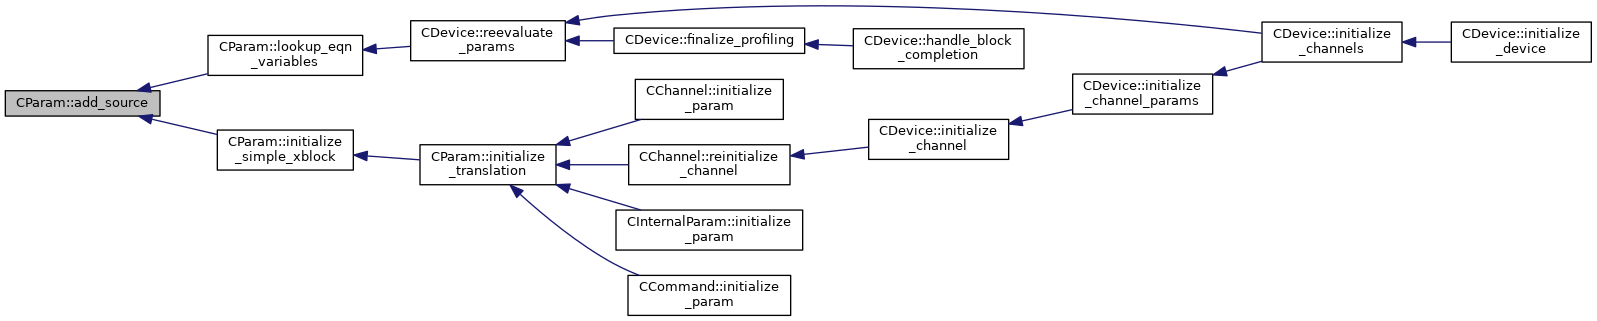 CParam::add_source
CParam::lookup_eqn
_variables
CParam::initialize
_simple_xblock
CDevice::reevaluate
_params
CParam::initialize
_translation
CDevice::finalize_profiling
CChannel::initialize
_param
CChannel::reinitialize
_channel
CInternalParam::initialize
_param
CCommand::initialize
_param
CDevice::handle_block
_completion
CDevice::initialize
_channel
CDevice::initialize
_channel_params
CDevice::initialize
_channels
CDevice::initialize
_device